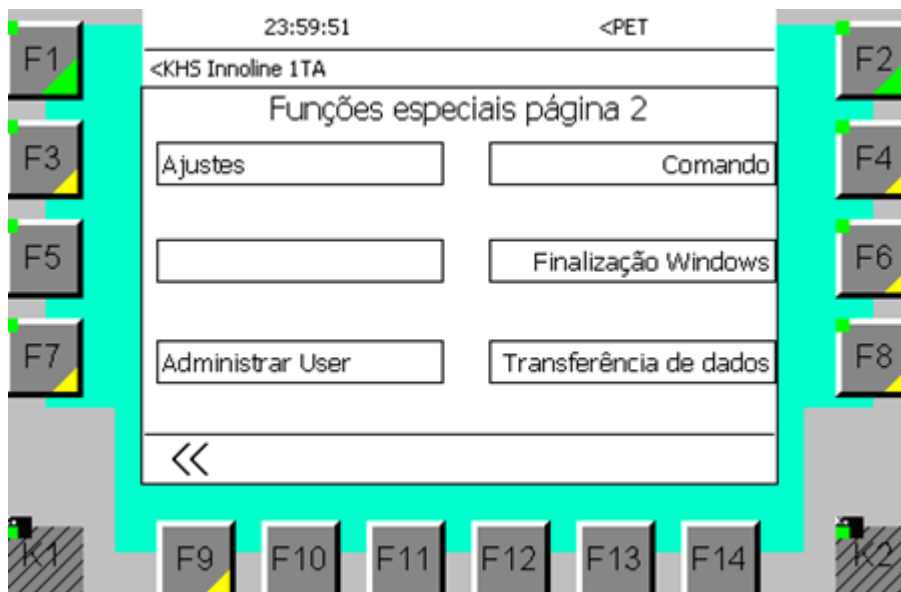 23:59:51 <PET
F1 F2
<KHS Innoline 1TA
Funções especiais página 2
F3 Ajustes Comando F4
F5 Finalização Windows F6
F7 Administrar User Transferência de dados F8
<<
K1 F9 F10 F11 F12 F13 F14 K2